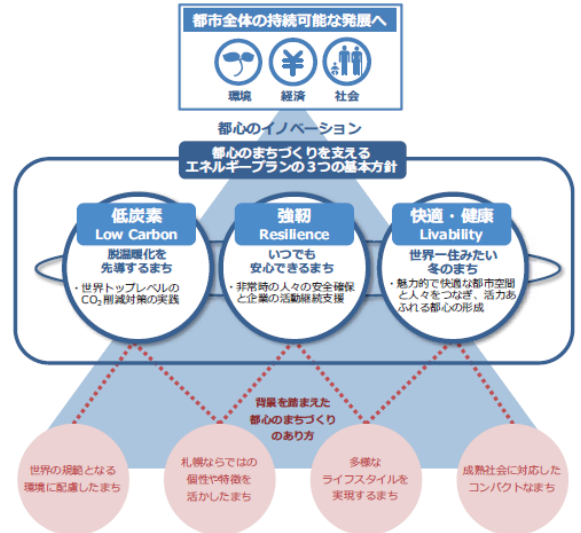 都市全体の持続可能な発展へ
環境 経済 社会
都心のイノベーション
都心のまちづくりを支える
エネルギープランの3つの基本方針
低炭素
Low Carbon
脱温暖化を
先導するまち
・世界トップレベルの
CO2削減対策の実践
強靭
Resilience
いつでも
安心できるまち
・非常時の人々の安全確保
と企業の活動継続支援
快適・健康
Livability
世界一住みたい
冬のまち
・魅力的で快適な都市空間
と人々をつなぎ、活力あ
ふれる都心の形成
背景を踏まえた
都心のまちづくり
のあり方
世界の規範となる
環境に配慮したまち
札幌ならではの
個性や特徴を
活かしたまち
多様な
ライフスタイルを
実現するまち
成熟社会に対応した
コンパクトなまち